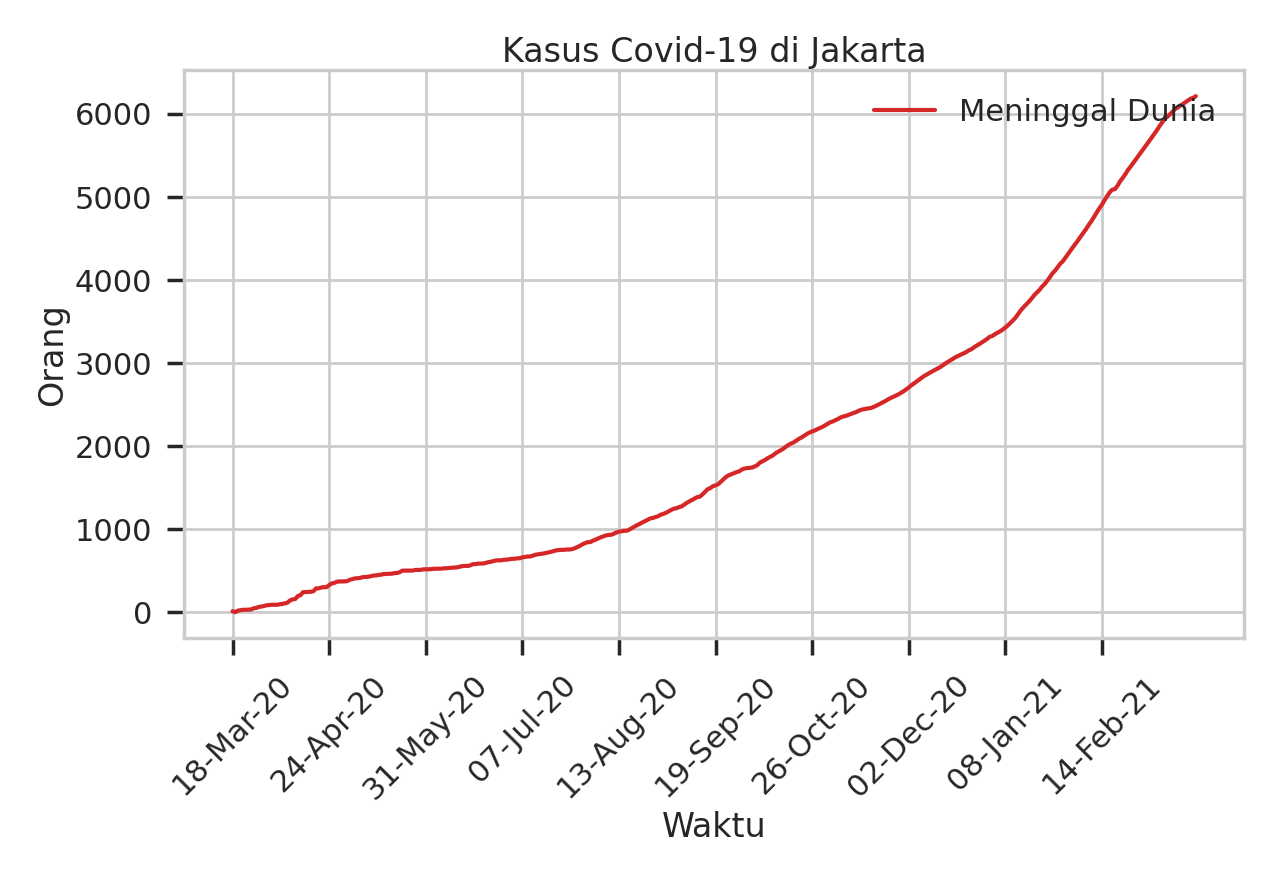 Kasus Covid-19 di Jakarta
Meninggal Dunia
Orang
6000
5000
4000
3000
2000
1000
0
18-Mar-20
24-Apr-20
31-May-20
07-Jul-20
13-Aug-20
19-Sep-20
26-Oct-20
02-Dec-20
08-Jan-21
14-Feb-21
Waktu